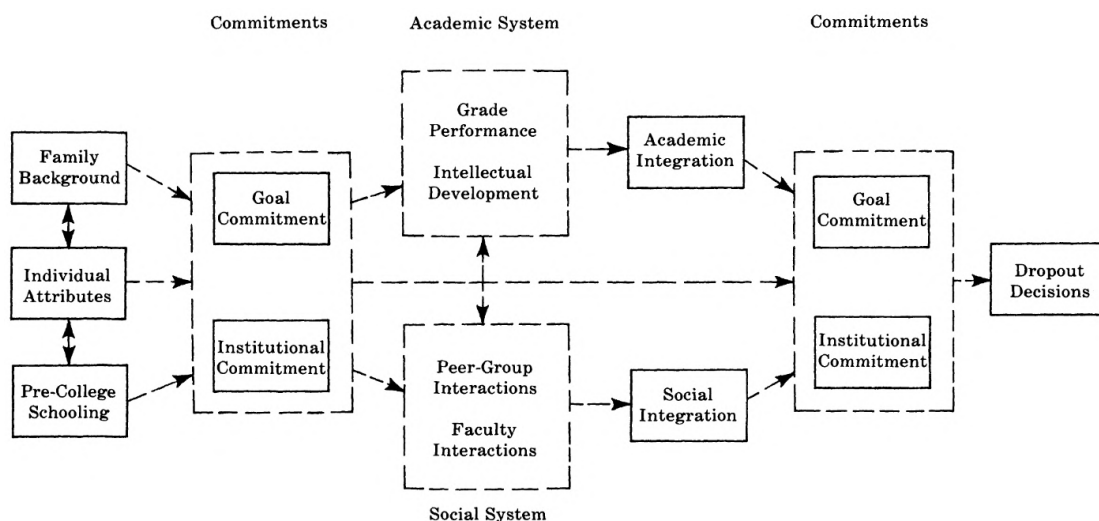 Commitments
Academic System
Commitments
Family
Background
Individual
Attributes
Pre-College
Schooling
Goal
Commitment
Institutional
Commitment
Grade
Performance
Intellectual
Development
Peer-Group
Interactions
Faculty
Interactions
Social System
Academic
Integration
Social
Integration
Goal
Commitment
Institutional
Commitment
Dropout
Decisions